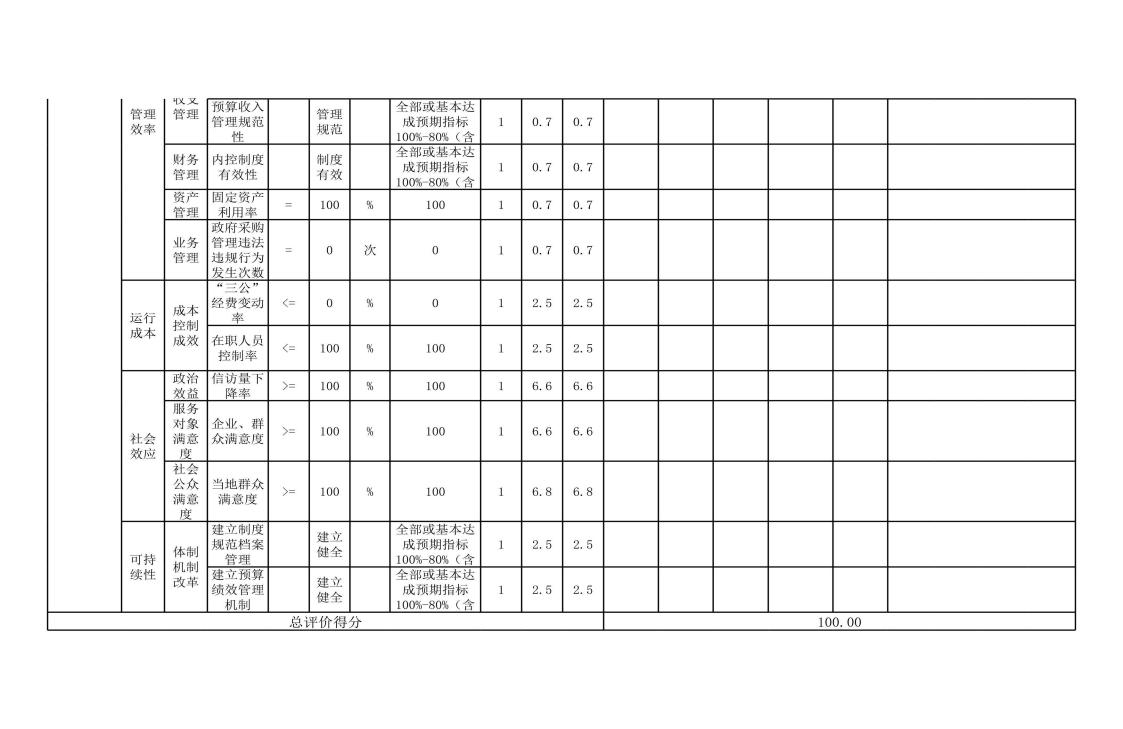 管理
效率
管理
预算收入
管理规范
性
管理
规范
全部或基本达
成预期指标
100%-80%（含
1
0.7
0.7
财务
管理
内控制度
有效性
制度
有效
全部或基本达
成预期指标
100%-80%（含
1
0.7
0.7
资产
管理
固定资产
利用率
=
100
%
100
1
0.7
0.7
业务
管理
政府采购
管理违法
违规行为
发生次数
=
0
次
0
1
0.7
0.7
运行
成本
成本
控制
成效
“三公”
经费变动
率
<=
0
%
0
1
2.5
2.5
在职人员
控制率
<=
100
%
100
1
2.5
2.5
社会
效应
政治
效益
信访量下
降率
>=
100
%
100
1
6.6
6.6
服务
对象
满意
度
企业、群
众满意度
>=
100
%
100
1
6.6
6.6
社会
公众
满意
度
当地群众
满意度
>=
100
%
100
1
6.8
6.8
可持
续性
体制
机制
改革
建立制度
规范档案
管理
建立
健全
全部或基本达
成预期指标
100%-80%（含
1
2.5
2.5
建立预算
绩效管理
机制
建立
健全
全部或基本达
成预期指标
100%-80%（含
1
2.5
2.5
总评价得分
100.00